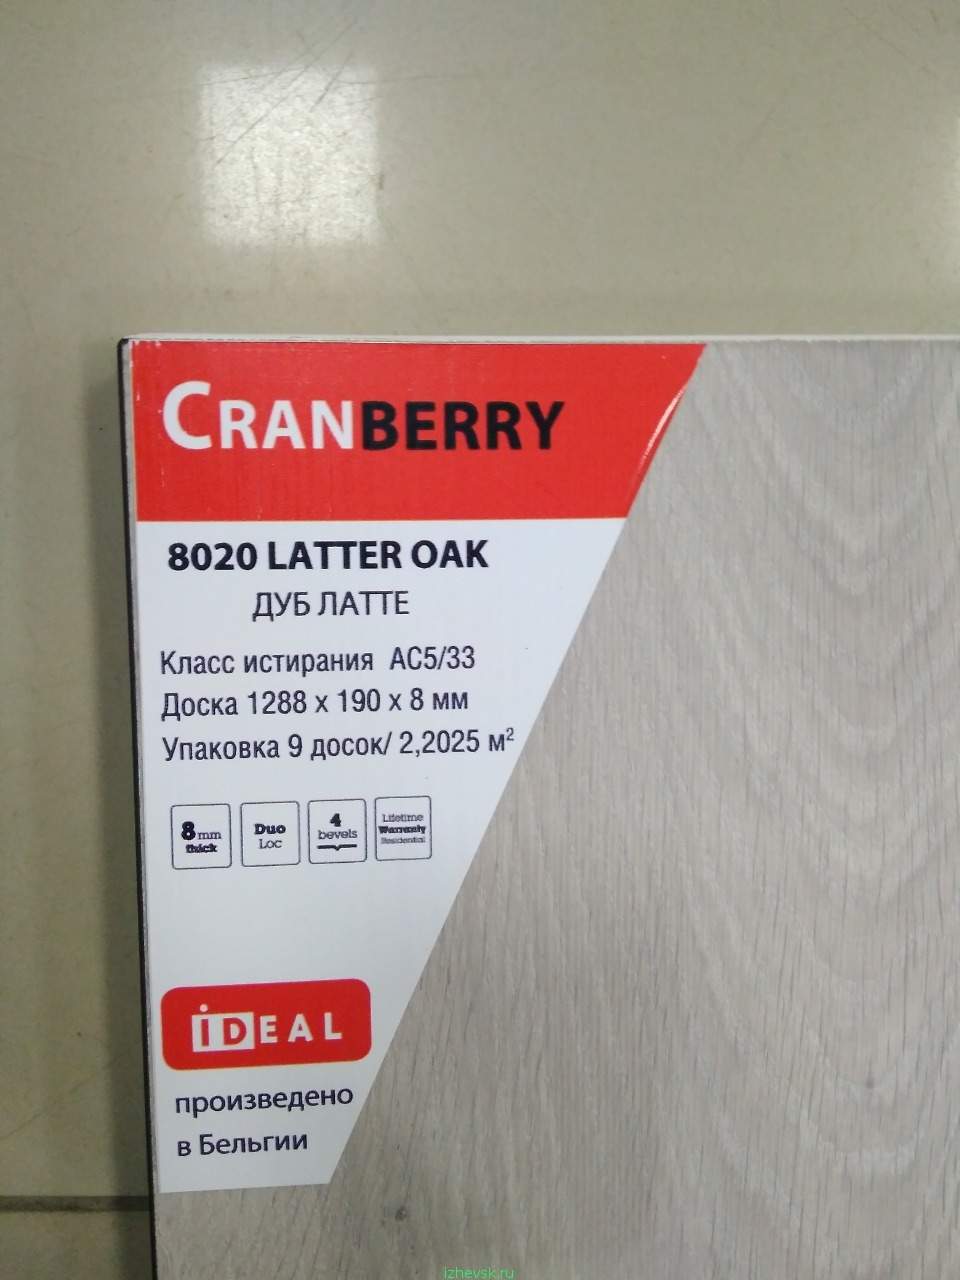 CRANBERRY
8020 LATTER OAK
ДУБ ЛАТТЕ
Класс истирания АС5/33
Доска 1288 х 190 х 8 мм
Упаковка 9 досок/ 2,2025 м²
8 mm
thick
Duo
Loc
4
bevels
Lifetime
Warranty
Residential
iDEAL
произведено
в Бельгии
izhevsk.ru